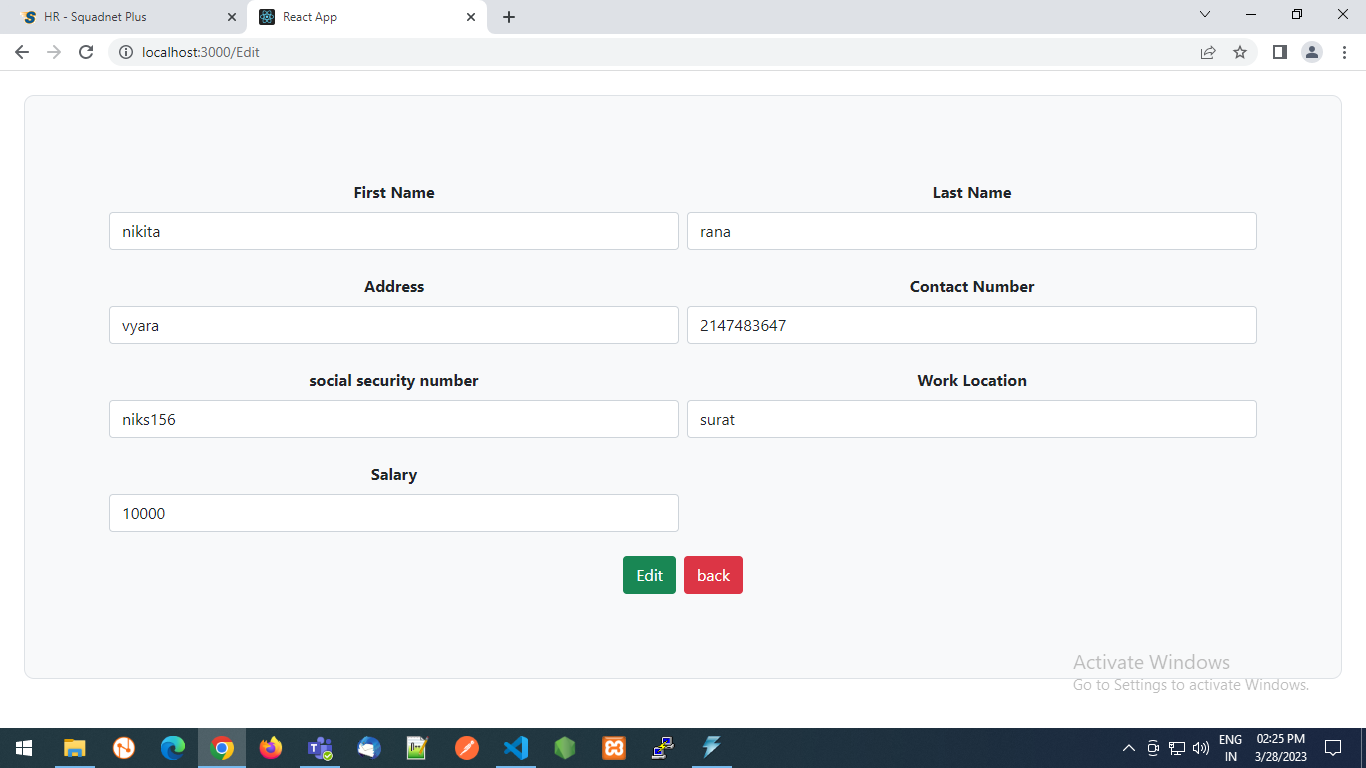 HR - Squadnet Plus
React App
localhost:3000/Edit
First Name
Last Name
nikita
rana
Address
Contact Number
vyara
2147483647
social security number
Work Location
niks156
surat
Salary
10000
Edit
back
Activate Windows
Go to Settings to activate Windows.
ENG
IN
02:25 PM
3/28/2023